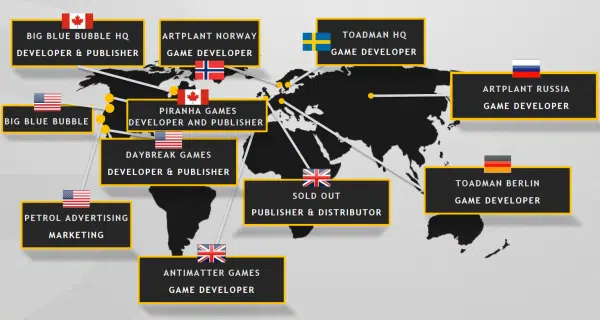 BIG BLUE BUBBLE HQ
DEVELOPER & PUBLISHER
ARTPLANT NORWAY
GAME DEVELOPER
TOADMAN HQ
GAME DEVELOPER
ARTPLANT RUSSIA
GAME DEVELOPER
BIG BLUE BUBBLE
PIRANHA GAMES
DEVELOPER AND PUBLISHER
DAYBREAK GAMES
DEVELOPER & PUBLISHER
SOLD OUT
PUBLISHER & DISTRIBUTOR
TOADMAN BERLIN
GAME DEVELOPER
PETROL ADVERTISING
MARKETING
ANTIMATTER GAMES
GAME DEVELOPER